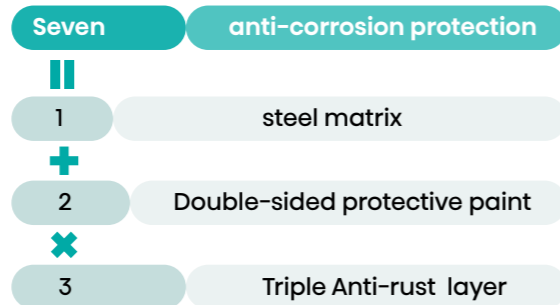 Seven anti-corrosion protection
=
1 steel matrix
+
2 Double-sided protective paint
×
3 Triple Anti-rust layer